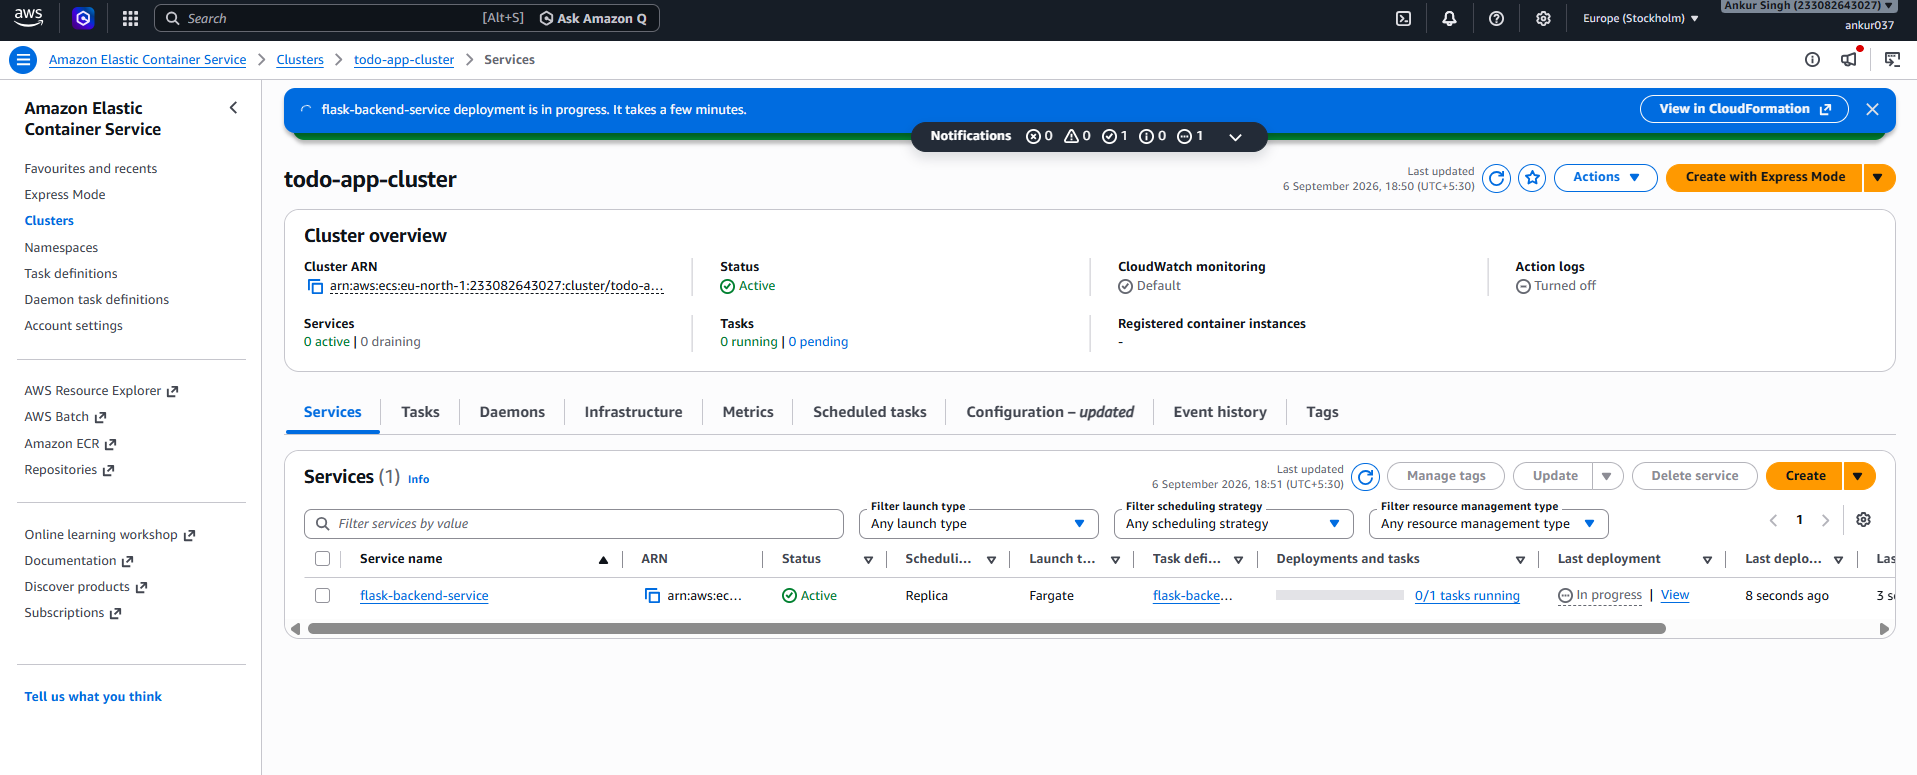 aws
Search [Alt+S] Ask Amazon Q
Europe (Stockholm)
Ankur Singh (233082643027)
ankur037
Amazon Elastic Container Service > Clusters > todo-app-cluster > Services
Amazon Elastic Container Service
Favourites and recents
Express Mode
Clusters
Namespaces
Task definitions
Daemon task definitions
Account settings
AWS Resource Explorer
AWS Batch
Amazon ECR
Repositories
Online learning workshop
Documentation
Discover products
Subscriptions
Tell us what you think
flask-backend-service deployment is in progress. It takes a few minutes.
View in CloudFormation
Notifications 0 0 1 0 1
todo-app-cluster
Last updated
6 September 2026, 18:50 (UTC+5:30)
Actions
Create with Express Mode
Cluster overview
Cluster ARN
arn:aws:ecs:eu-north-1:233082643027:cluster/todo-a...
Status
Active
CloudWatch monitoring
Default
Action logs
Turned off
Services
0 active | 0 draining
Tasks
0 running | 0 pending
Registered container instances
-
Services Tasks Daemons Infrastructure Metrics Scheduled tasks Configuration – updated Event history Tags
Services (1) Info
Last updated
6 September 2026, 18:51 (UTC+5:30)
Manage tags
Update
Delete service
Create
Filter services by value
Filter launch type
Any launch type
Filter scheduling strategy
Any scheduling strategy
Filter resource management type
Any resource management type
1
Service name ARN Status Scheduli... Launch t... Task defi... Deployments and tasks Last deployment Last deplo... Las
flask-backend-service arn:aws:ec... Active Replica Fargate flask-backe... 0/1 tasks running In progress | View 8 seconds ago 3 s